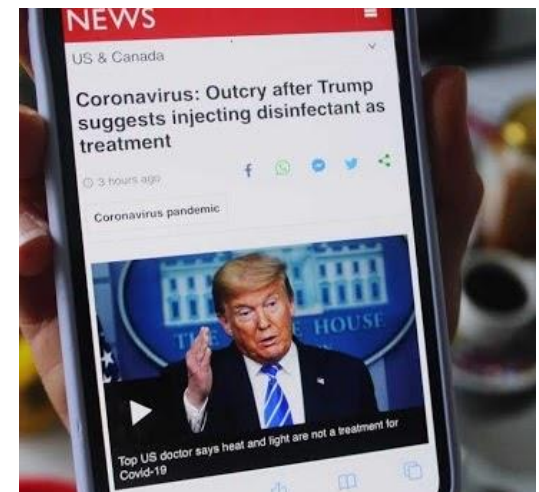 NEWS
US & Canada
Coronavirus: Outcry after Trump
suggests injecting disinfectant as
treatment
3 hours ago
Coronavirus pandemic
THE HOUSE
Top US doctor says heat and light are not a treatment for
Covid-19